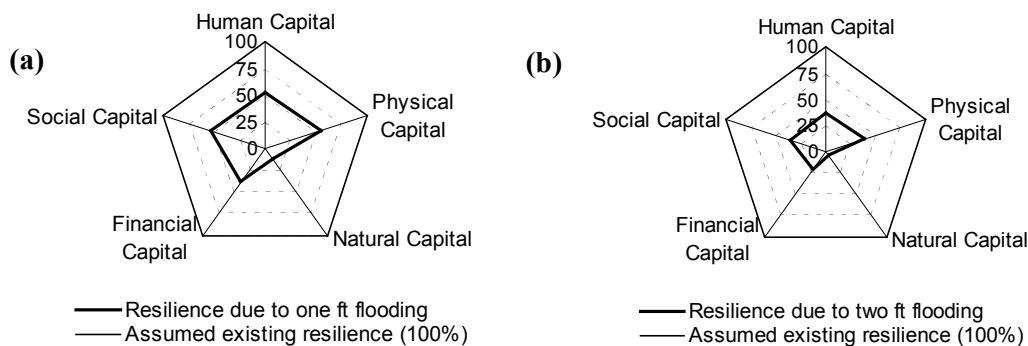 (a)
Human Capital
100
75
50
25
0
Social Capital
Physical
Capital
Financial
Capital
Natural Capital
Resilience due to one ft flooding
Assumed existing resilience (100%)
(b)
Human Capital
100
75
50
25
0
Social Capital
Physical
Capital
Financial
Capital
Natural Capital
Resilience due to two ft flooding
Assumed existing resilience (100%)